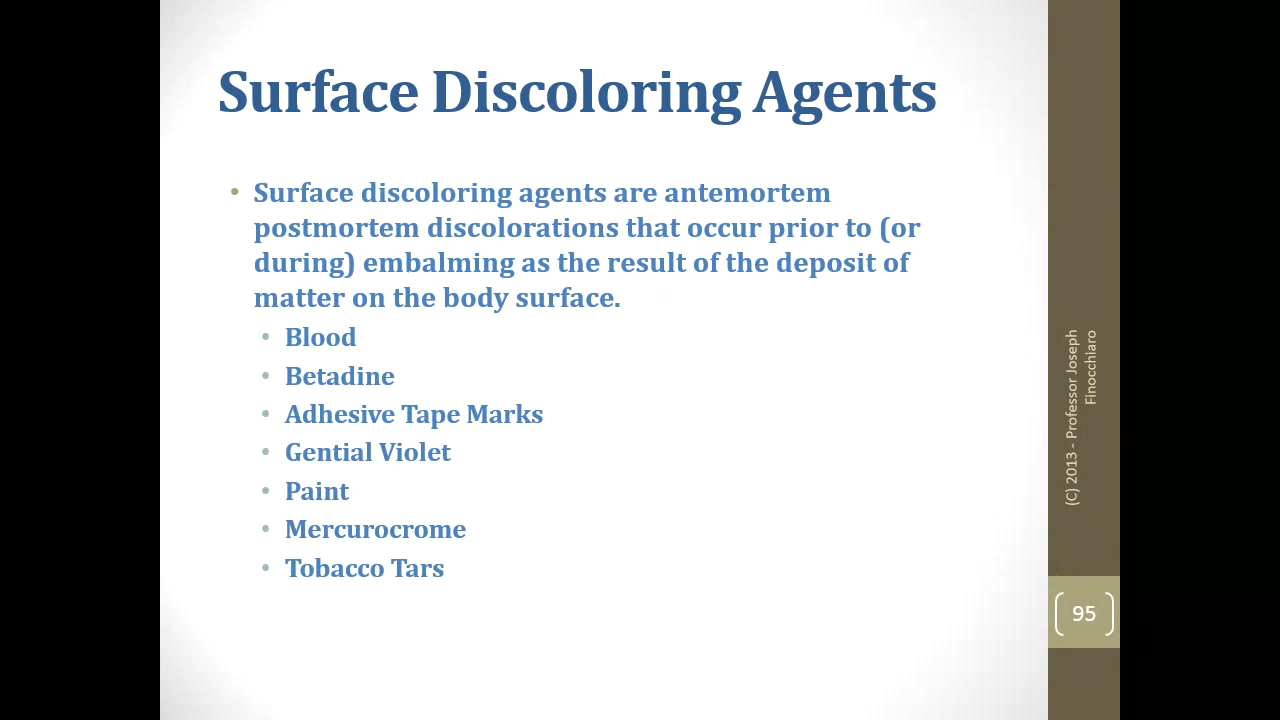 Surface Discoloring Agents
• Surface discoloring agents are antemortem
postmortem discolorations that occur prior to (or
during) embalming as the result of the deposit of
matter on the body surface.
• Blood
• Betadine
• Adhesive Tape Marks
• Gential Violet
• Paint
• Mercurocrome
• Tobacco Tars
(C) 2013 - Professor Joseph
Finocchiaro
95